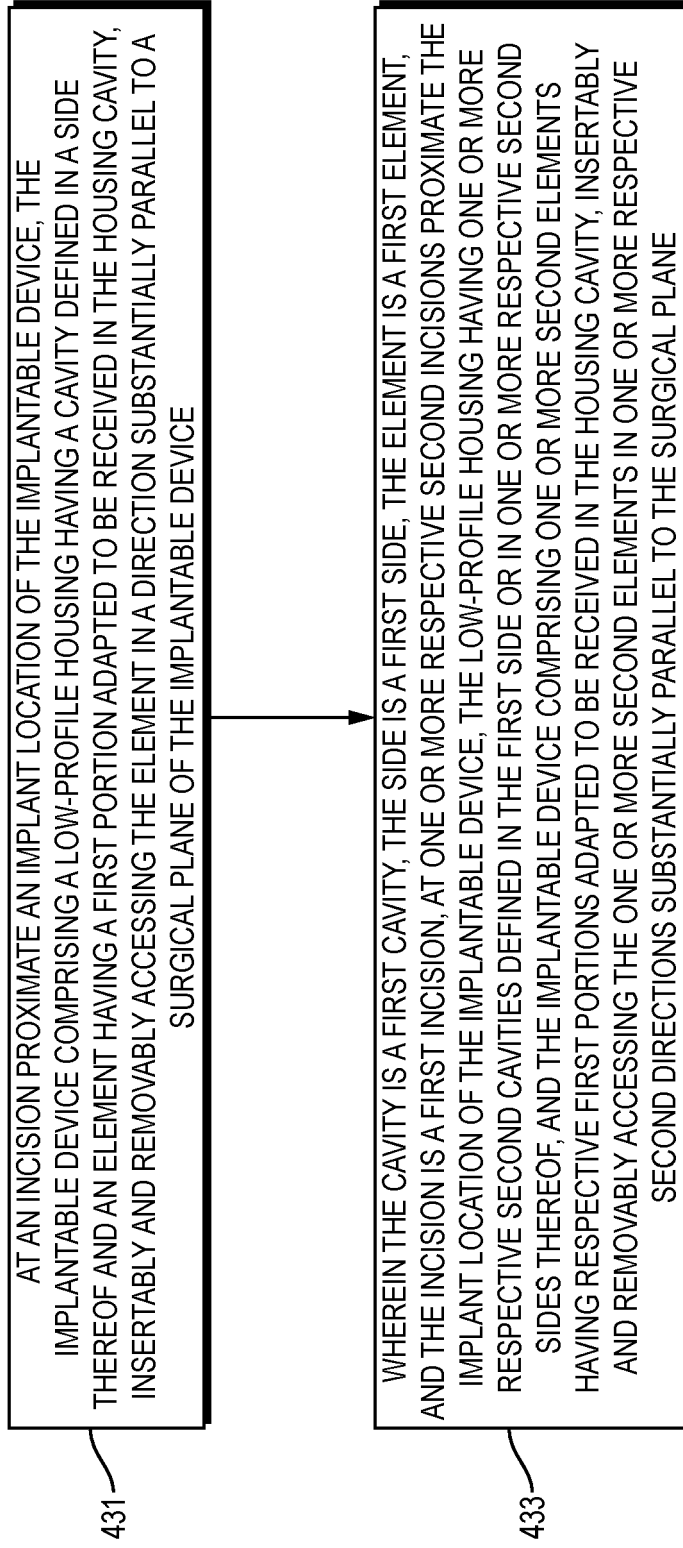 AT AN INCISION PROXIMATE AN IMPLANT LOCATION OF THE IMPLANTABLE DEVICE, THE
IMPLANTABLE DEVICE COMPRISING A LOW-PROFILE HOUSING HAVING A CAVITY DEFINED IN A SIDE
THEREOF AND AN ELEMENT HAVING A FIRST PORTION ADAPTED TO BE RECEIVED IN THE HOUSING CAVITY,
INSERTABLY AND REMOVABLY ACCESSING THE ELEMENT IN A DIRECTION SUBSTANTIALLY PARALLEL TO A
SURGICAL PLANE OF THE IMPLANTABLE DEVICE
431
WHEREIN THE CAVITY IS A FIRST CAVITY, THE SIDE IS A FIRST SIDE, THE ELEMENT IS A FIRST ELEMENT,
AND THE INCISION IS A FIRST INCISION, AT ONE OR MORE RESPECTIVE SECOND INCISIONS PROXIMATE THE
IMPLANT LOCATION OF THE IMPLANTABLE DEVICE, THE LOW-PROFILE HOUSING HAVING ONE OR MORE
RESPECTIVE SECOND CAVITIES DEFINED IN THE FIRST SIDE OR IN ONE OR MORE RESPECTIVE SECOND
SIDES THEREOF, AND THE IMPLANTABLE DEVICE COMPRISING ONE OR MORE SECOND ELEMENTS
HAVING RESPECTIVE FIRST PORTIONS ADAPTED TO BE RECEIVED IN THE HOUSING CAVITY, INSERTABLY
AND REMOVABLY ACCESSING THE ONE OR MORE SECOND ELEMENTS IN ONE OR MORE RESPECTIVE
SECOND DIRECTIONS SUBSTANTIALLY PARALLEL TO THE SURGICAL PLANE
433